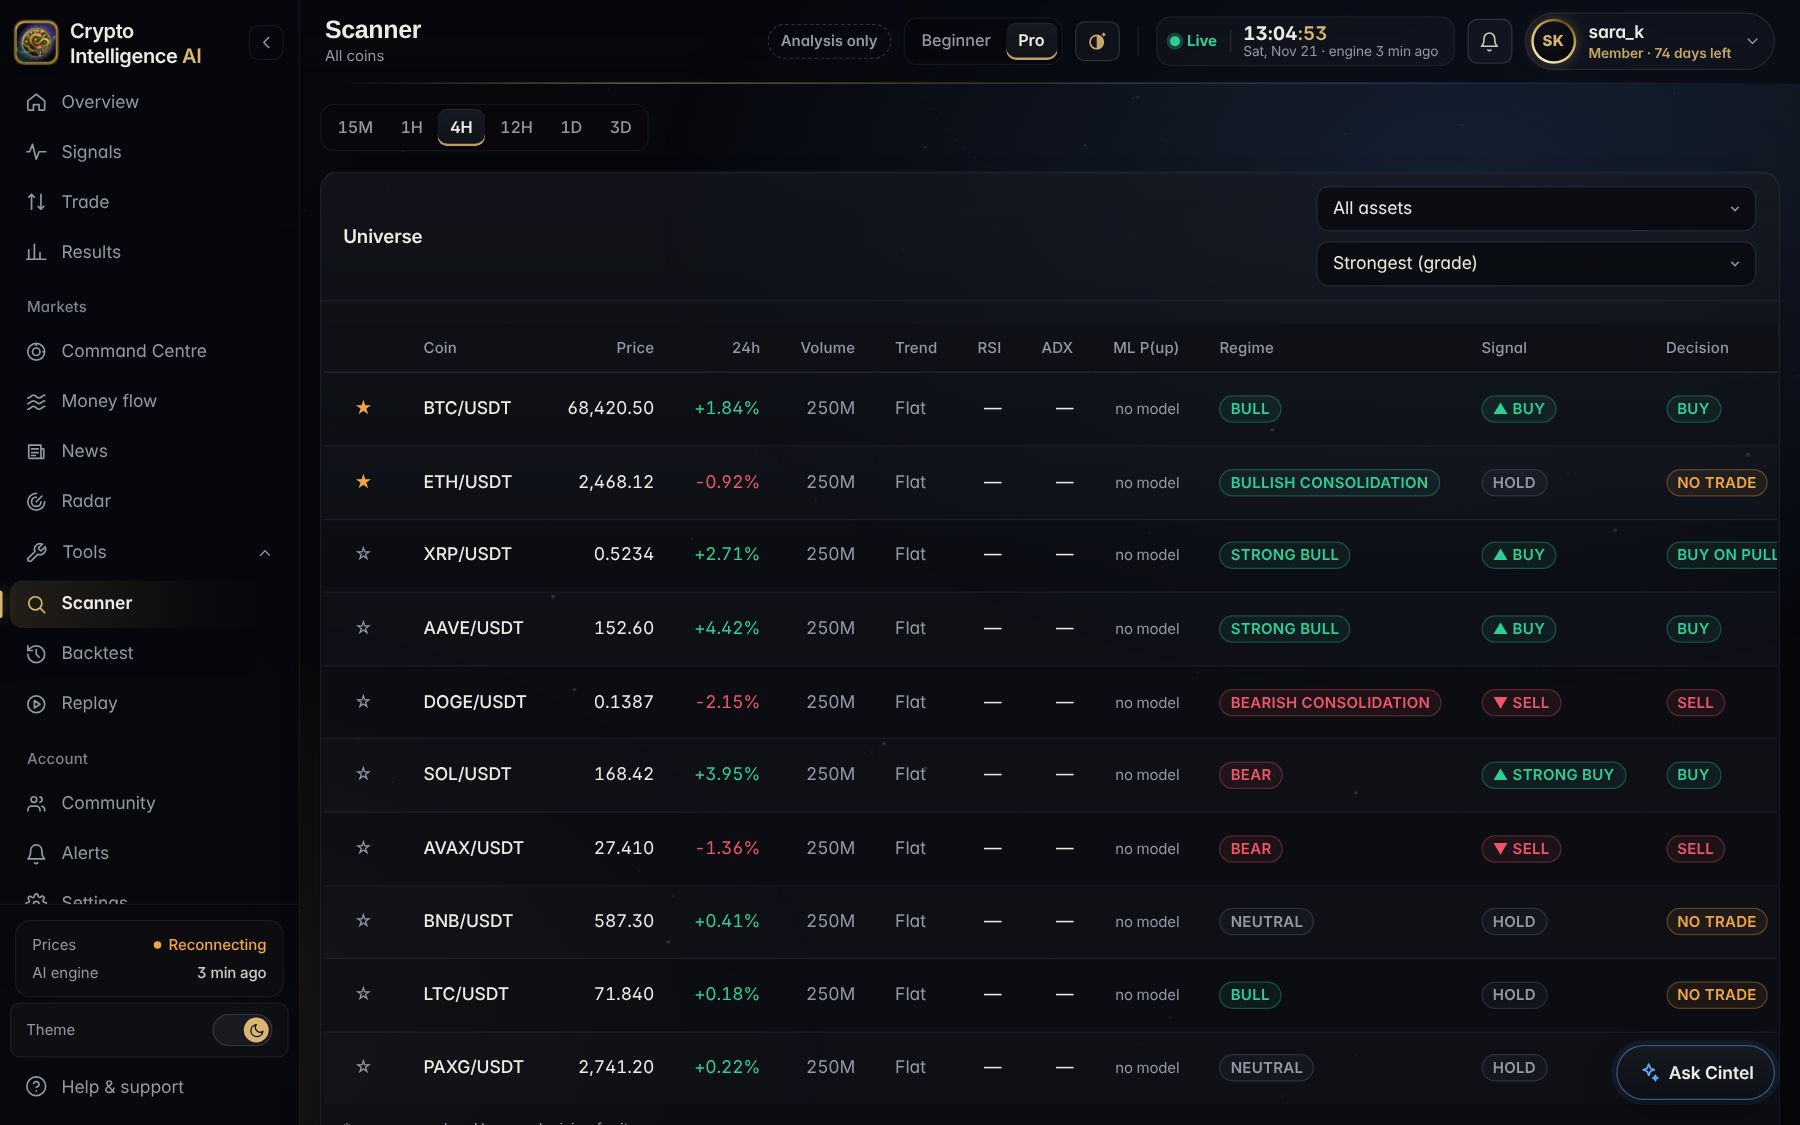 Crypto
Intelligence AI
Overview
Signals
Trade
Results
Markets
Command Centre
Money flow
News
Radar
Tools
Scanner
Backtest
Replay
Account
Community
Alerts
Settings
Prices Reconnecting
AI engine 3 min ago
Theme
Help & support
Scanner
All coins
Analysis only
Beginner Pro
Live
13:04:53
Sat, Nov 21 · engine 3 min ago
SK
sara_k
Member · 74 days left
15M 1H 4H 12H 1D 3D
Universe
All assets
Strongest (grade)
Coin Price 24h Volume Trend RSI ADX ML P(up) Regime Signal Decision
★ BTC/USDT 68,420.50 +1.84% 250M Flat — — no model BULL ▲ BUY BUY
★ ETH/USDT 2,468.12 -0.92% 250M Flat — — no model BULLISH CONSOLIDATION HOLD NO TRADE
☆ XRP/USDT 0.5234 +2.71% 250M Flat — — no model STRONG BULL ▲ BUY BUY ON PULL
☆ AAVE/USDT 152.60 +4.42% 250M Flat — — no model STRONG BULL ▲ BUY BUY
☆ DOGE/USDT 0.1387 -2.15% 250M Flat — — no model BEARISH CONSOLIDATION ▼ SELL SELL
☆ SOL/USDT 168.42 +3.95% 250M Flat — — no model BEAR ▲ STRONG BUY BUY
☆ AVAX/USDT 27.410 -1.36% 250M Flat — — no model BEAR ▼ SELL SELL
☆ BNB/USDT 587.30 +0.41% 250M Flat — — no model NEUTRAL HOLD NO TRADE
☆ LTC/USDT 71.840 +0.18% 250M Flat — — no model BULL HOLD NO TRADE
☆ PAXG/USDT 2,741.20 +0.22% 250M Flat — — no model NEUTRAL HOLD
Ask Cintel